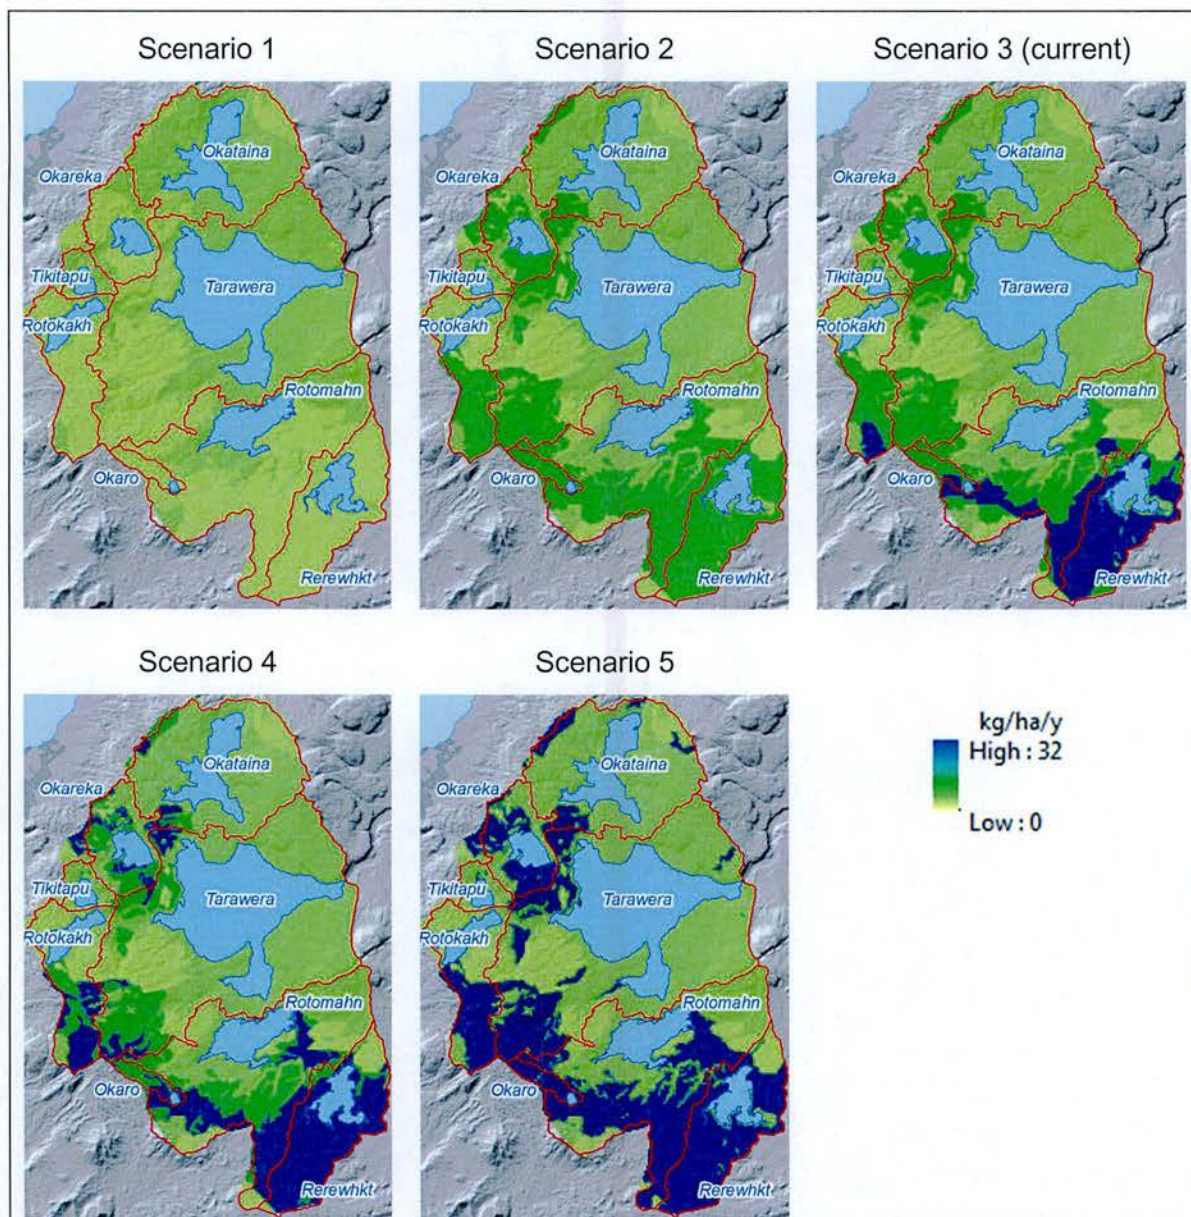 Scenario 1
Scenario 2
Scenario 3 (current)
Okataina
Okareka
Tikitapu
Tarawera
Rotokakh
Rotomahn
Okaro
Rerewhkt
Okataina
Okareka
Tikitapu
Tarawera
Rotokakh
Rotomahn
Okaro
Rerewhkt
Okataina
Okareka
Tikitapu
Tarawera
Rotokakh
Rotomahn
Okaro
Rerewhkt
Scenario 4
Scenario 5
Okataina
Okareka
Tikitapu
Tarawera
Rotokakh
Rotomahn
Okaro
Rerewhkt
Okataina
Okareka
Tikitapu
Tarawera
Rotokakh
Rotomahn
Okaro
Rerewhkt
kg/ha/y
High : 32
Low : 0